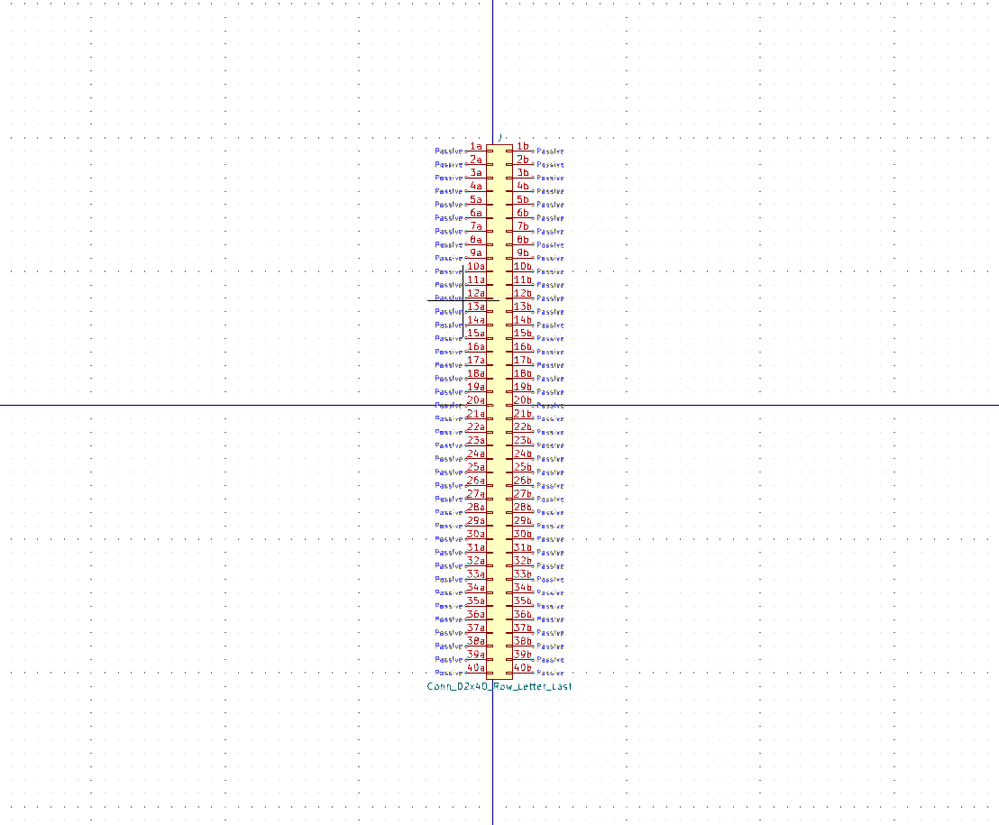 J
Passive 1a 1b Passive
Passive 2a 2b Passive
Passive 3a 3b Passive
Passive 4a 4b Passive
Passive 5a 5b Passive
Passive 6a 6b Passive
Passive 7a 7b Passive
Passive 8a 8b Passive
Passive 9a 9b Passive
Passive 10a 10b Passive
Passive 11a 11b Passive
Passive 12a 12b Passive
Passive 13a 13b Passive
Passive 14a 14b Passive
Passive 15a 15b Passive
Passive 16a 16b Passive
Passive 17a 17b Passive
Passive 18a 18b Passive
Passive 19a 19b Passive
Passive 20a 20b Passive
Passive 21a 21b Passive
Passive 22a 22b Passive
Passive 23a 23b Passive
Passive 24a 24b Passive
Passive 25a 25b Passive
Passive 26a 26b Passive
Passive 27a 27b Passive
Passive 28a 28b Passive
Passive 29a 29b Passive
Passive 30a 30b Passive
Passive 31a 31b Passive
Passive 32a 32b Passive
Passive 33a 33b Passive
Passive 34a 34b Passive
Passive 35a 35b Passive
Passive 36a 36b Passive
Passive 37a 37b Passive
Passive 38a 38b Passive
Passive 39a 39b Passive
Passive 40a 40b Passive
Conn_02x40_Row_Letter_Last